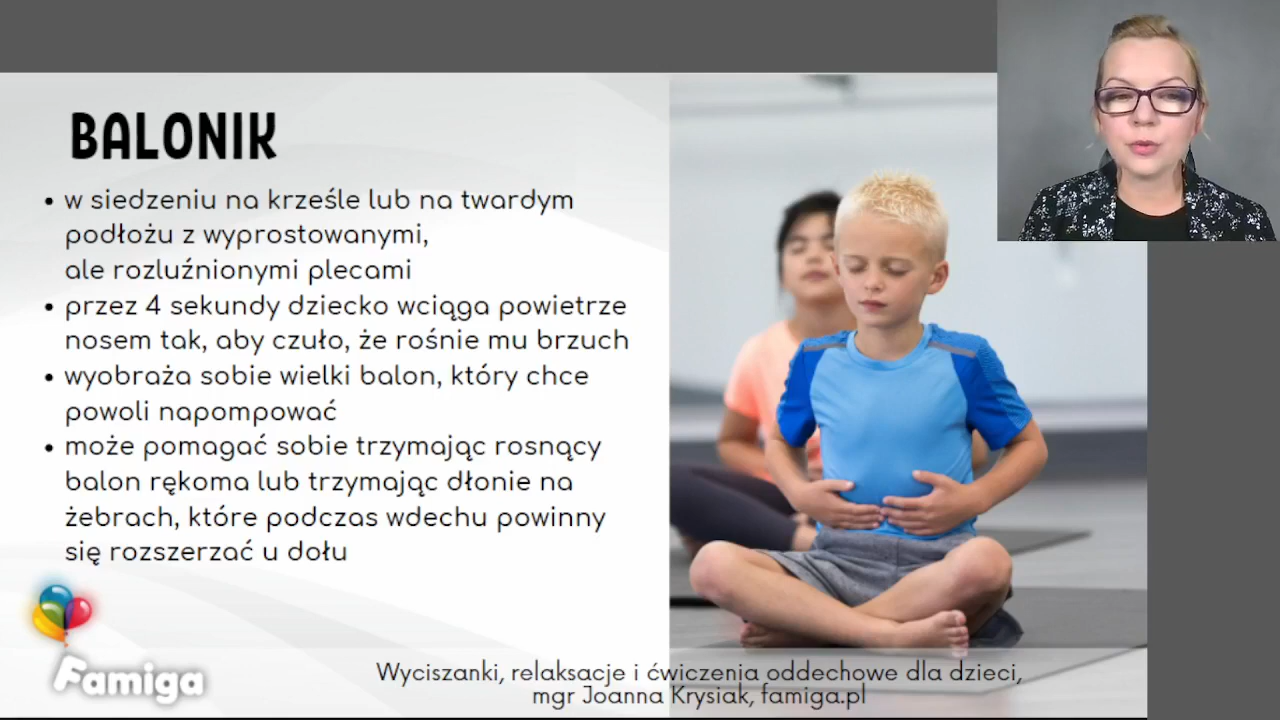 BALONIK
• w siedzeniu na krześle lub na twardym
podłożu z wyprostowanymi,
ale rozluźnionymi plecami
• przez 4 sekundy dziecko wciąga powietrze
nosem tak, aby czuło, że rośnie mu brzuch
• wyobraża sobie wielki balon, który chce
powoli napompować
• może pomagać sobie trzymając rosnący
balon rękoma lub trzymając dłonie na
żebrach, które podczas wdechu powinny
się rozszerzać u dołu
Famiga
Wyciszanki, relaksacje i ćwiczenia oddechowe dla dzieci,
mgr Joanna Krysiak, famiga.pl